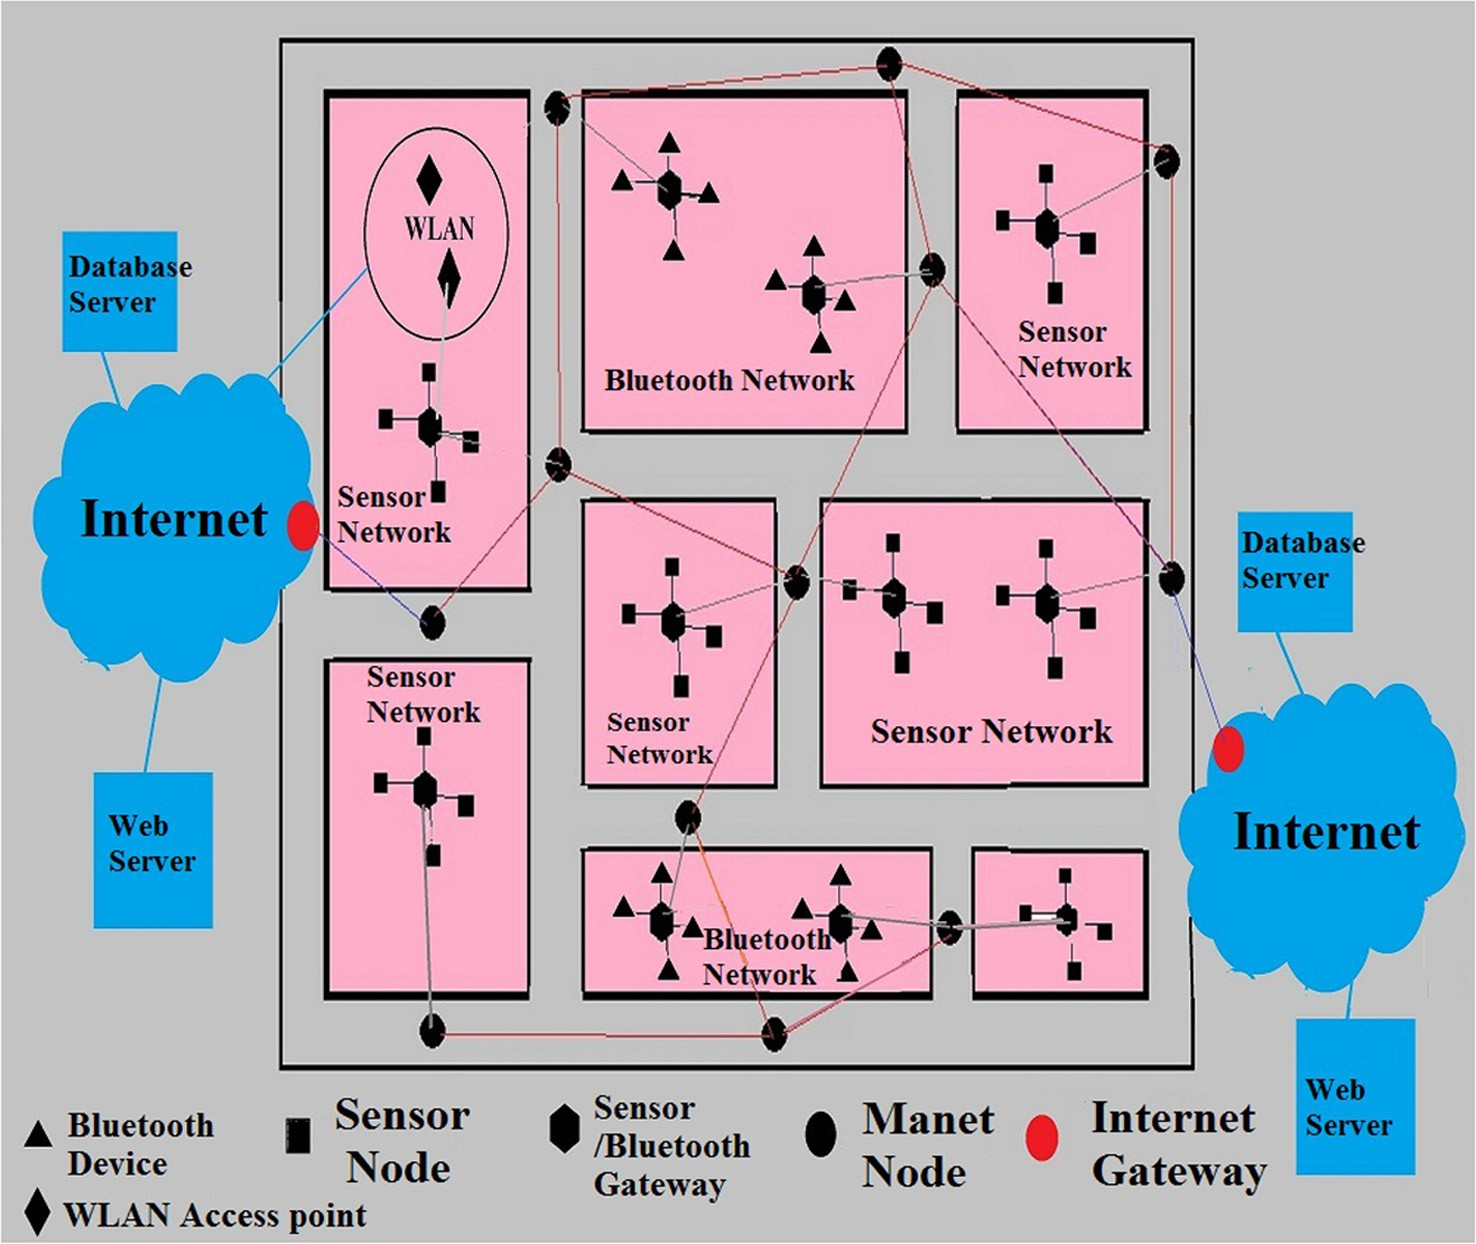 WLAN
Database
Server
Sensor
Network
Bluetooth Network
Sensor
Network
Internet
Database
Server
Sensor
Network
Sensor
Network
Sensor Network
Web
Server
Internet
Bluetooth
Network
Web
Server
Bluetooth
Device
Sensor
Node
Sensor
/Bluetooth
Gateway
Manet
Node
Internet
Gateway
WLAN Access point